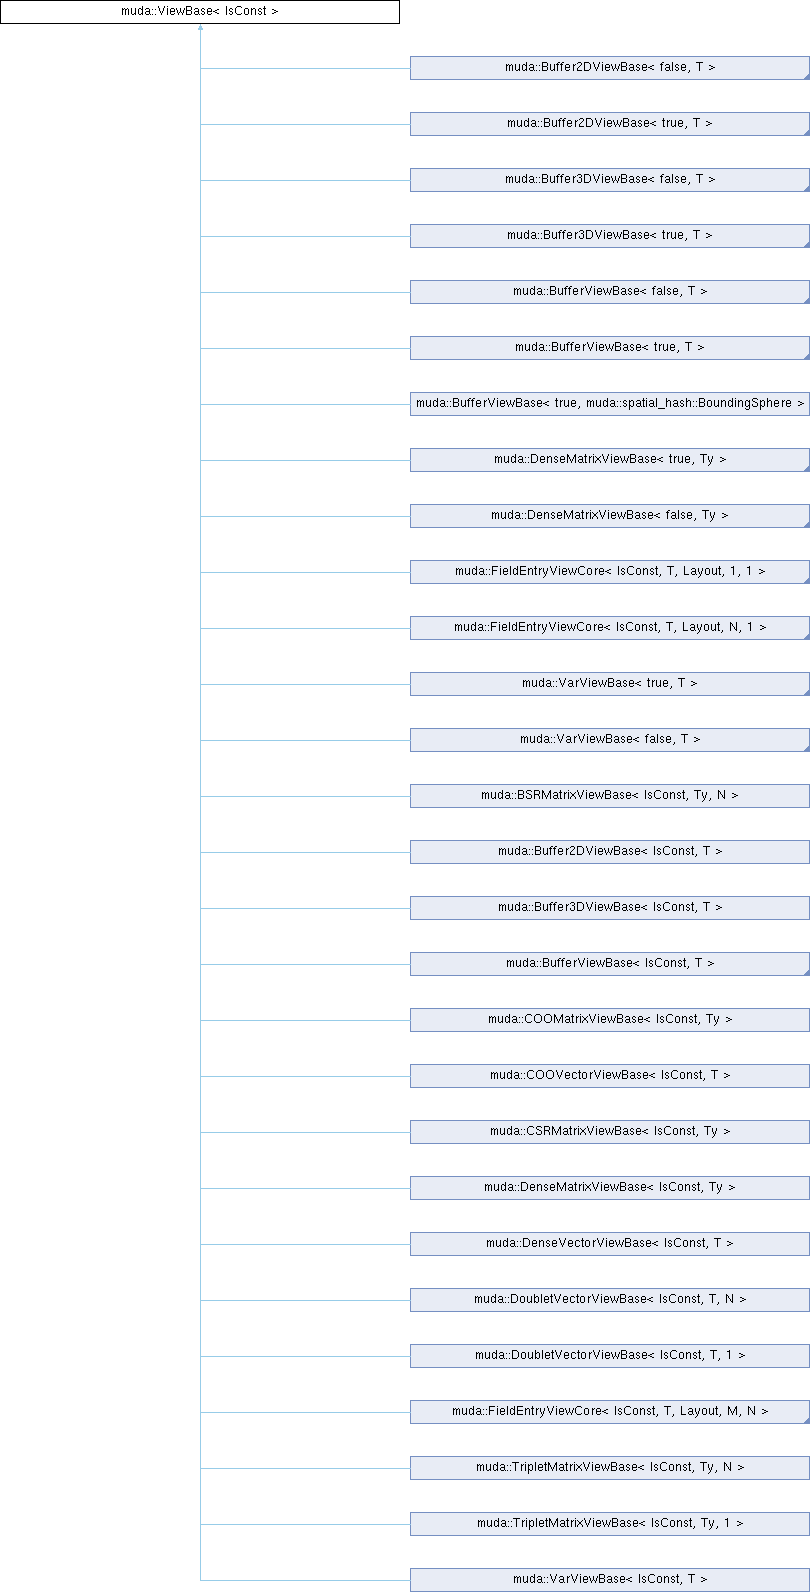 muda::ViewBase< IsConst >
muda::Buffer2DViewBase< false, T >
muda::Buffer2DViewBase< true, T >
muda::Buffer3DViewBase< false, T >
muda::Buffer3DViewBase< true, T >
muda::BufferViewBase< false, T >
muda::BufferViewBase< true, T >
muda::BufferViewBase< true, muda::spatial_hash::BoundingSphere >
muda::DenseMatrixViewBase< true, Ty >
muda::DenseMatrixViewBase< false, Ty >
muda::FieldEntryViewCore< IsConst, T, Layout, 1, 1 >
muda::FieldEntryViewCore< IsConst, T, Layout, N, 1 >
muda::VarViewBase< true, T >
muda::VarViewBase< false, T >
muda::BSRMatrixViewBase< IsConst, Ty, N >
muda::Buffer2DViewBase< IsConst, T >
muda::Buffer3DViewBase< IsConst, T >
muda::BufferViewBase< IsConst, T >
muda::COOMatrixViewBase< IsConst, Ty >
muda::COOVectorViewBase< IsConst, T >
muda::CSRMatrixViewBase< IsConst, Ty >
muda::DenseMatrixViewBase< IsConst, Ty >
muda::DenseVectorViewBase< IsConst, T >
muda::DoubletVectorViewBase< IsConst, T, N >
muda::DoubletVectorViewBase< IsConst, T, 1 >
muda::FieldEntryViewCore< IsConst, T, Layout, M, N >
muda::TripletMatrixViewBase< IsConst, Ty, N >
muda::TripletMatrixViewBase< IsConst, Ty, 1 >
muda::VarViewBase< IsConst, T >